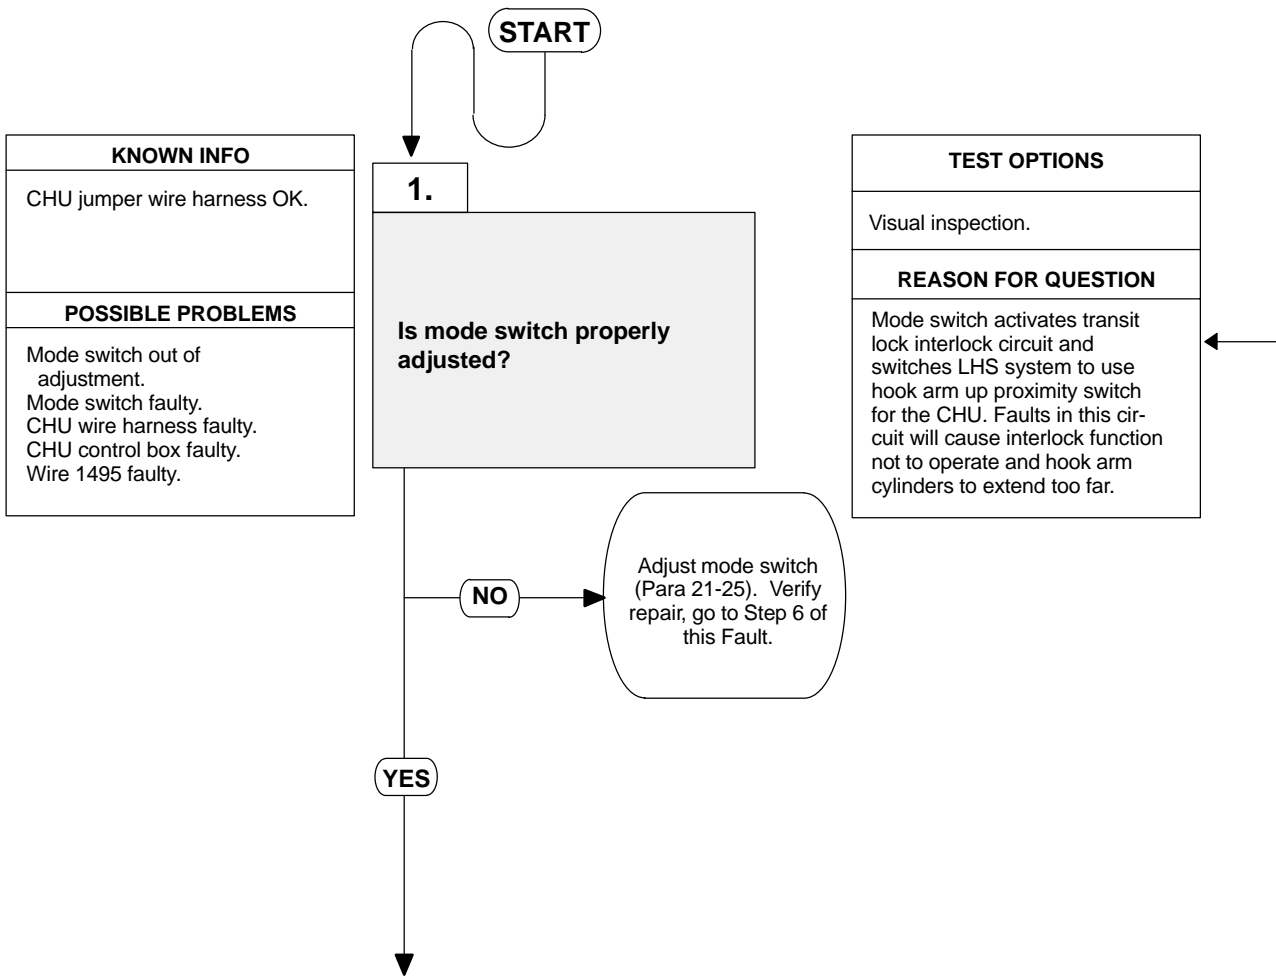 START
KNOWN INFO
CHU jumper wire harness OK.
POSSIBLE PROBLEMS
Mode switch out of
adjustment.
Mode switch faulty.
CHU wire harness faulty.
CHU control box faulty.
Wire 1495 faulty.
1.
Is mode switch properly
adjusted?
TEST OPTIONS
Visual inspection.
REASON FOR QUESTION
Mode switch activates transit
lock interlock circuit and
switches LHS system to use
hook arm up proximity switch
for the CHU. Faults in this cir-
cuit will cause interlock function
not to operate and hook arm
cylinders to extend too far.
NO
Adjust mode switch
(Para 21-25). Verify
repair, go to Step 6 of
this Fault.
YES